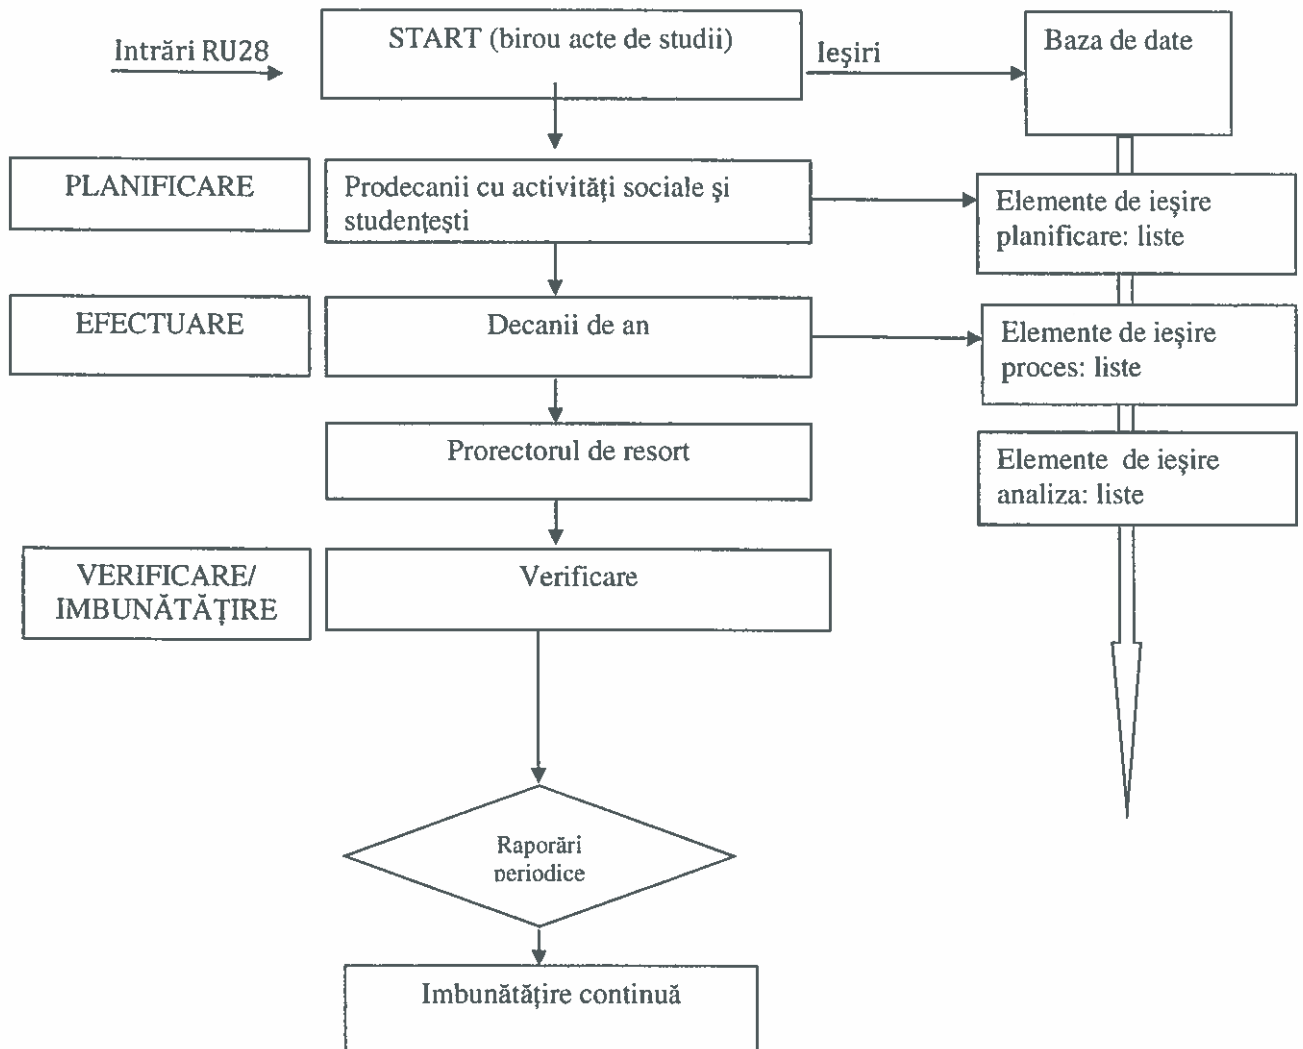 Intrări RU28
START (birou acte de studii)
Ieşiri
Baza de date
PLANIFICARE
Prodecanii cu activităţi sociale şi
studenţeşti
Elemente de ieşire
planificare: liste
EFECTUARE
Decanii de an
Elemente de ieşire
proces: liste
Prorectorul de resort
Elemente de ieşire
analiza: liste
VERIFICARE/
IMBUNĂTĂŢIRE
Verificare
Raporări
periodice
Imbunătăţire continuă